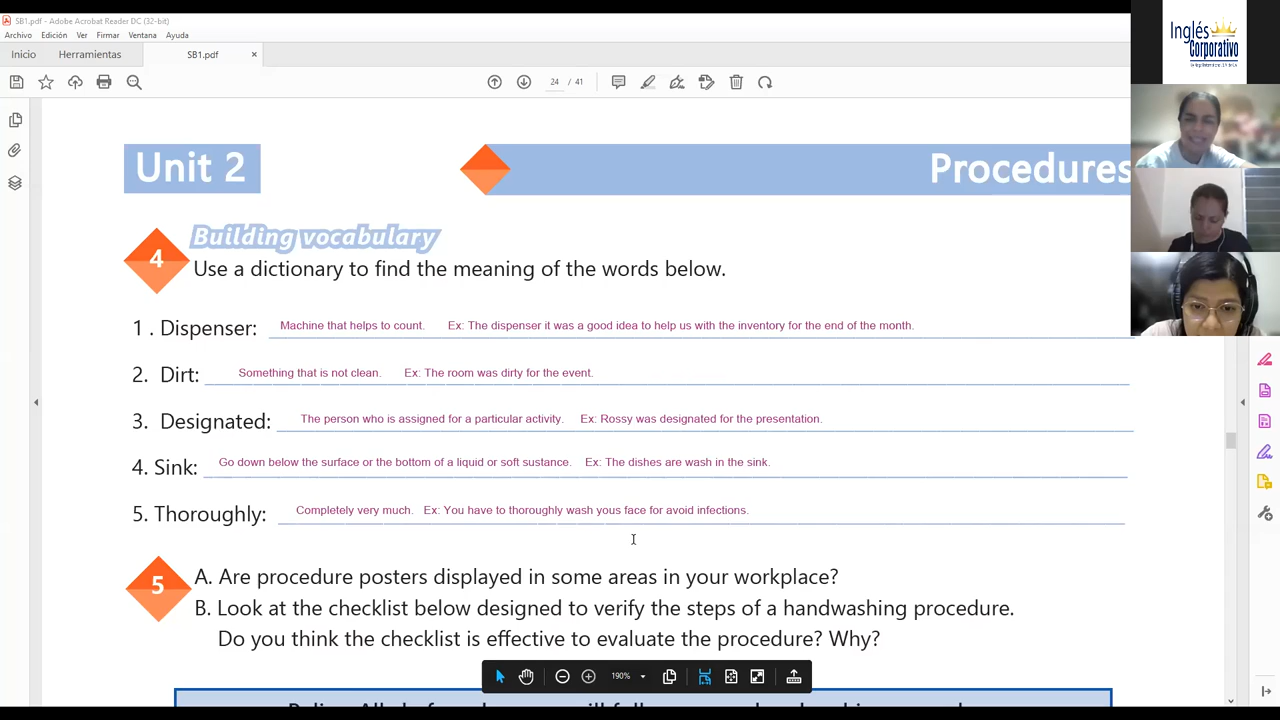 SB1.pdf - Adobe Acrobat Reader DC (32-bit)
Archivo Edición Ver Firmar Ventana Ayuda
Inicio Herramientas SB1.pdf ×
24 / 41
Inglés
Corporativo
Unit 2
Procedures
Building vocabulary
4
Use a dictionary to find the meaning of the words below.
1 . Dispenser: Machine that helps to count. Ex: The dispenser it was a good idea to help us with the inventory for the end of the month.
2. Dirt: Something that is not clean. Ex: The room was dirty for the event.
3. Designated: The person who is assigned for a particular activity. Ex: Rossy was designated for the presentation.
4. Sink: Go down below the surface or the bottom of a liquid or soft sustance. Ex: The dishes are wash in the sink.
5. Thoroughly: Completely very much. Ex: You have to thoroughly wash yous face for avoid infections.
5
A. Are procedure posters displayed in some areas in your workplace?
B. Look at the checklist below designed to verify the steps of a handwashing procedure.
Do you think the checklist is effective to evaluate the procedure? Why?
190%